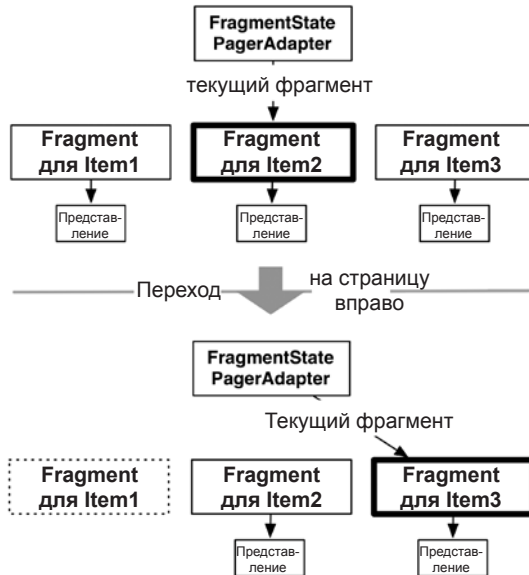 FragmentState
PagerAdapter
текущий фрагмент
Fragment
для Item1
Fragment
для Item2
Fragment
для Item3
Представ-
ление
Представ-
ление
Представ-
ление
Переход на страницу
вправо
FragmentState
PagerAdapter
Текущий фрагмент
Fragment
для Item1
Fragment
для Item2
Fragment
для Item3
Представ-
ление
Представ-
ление